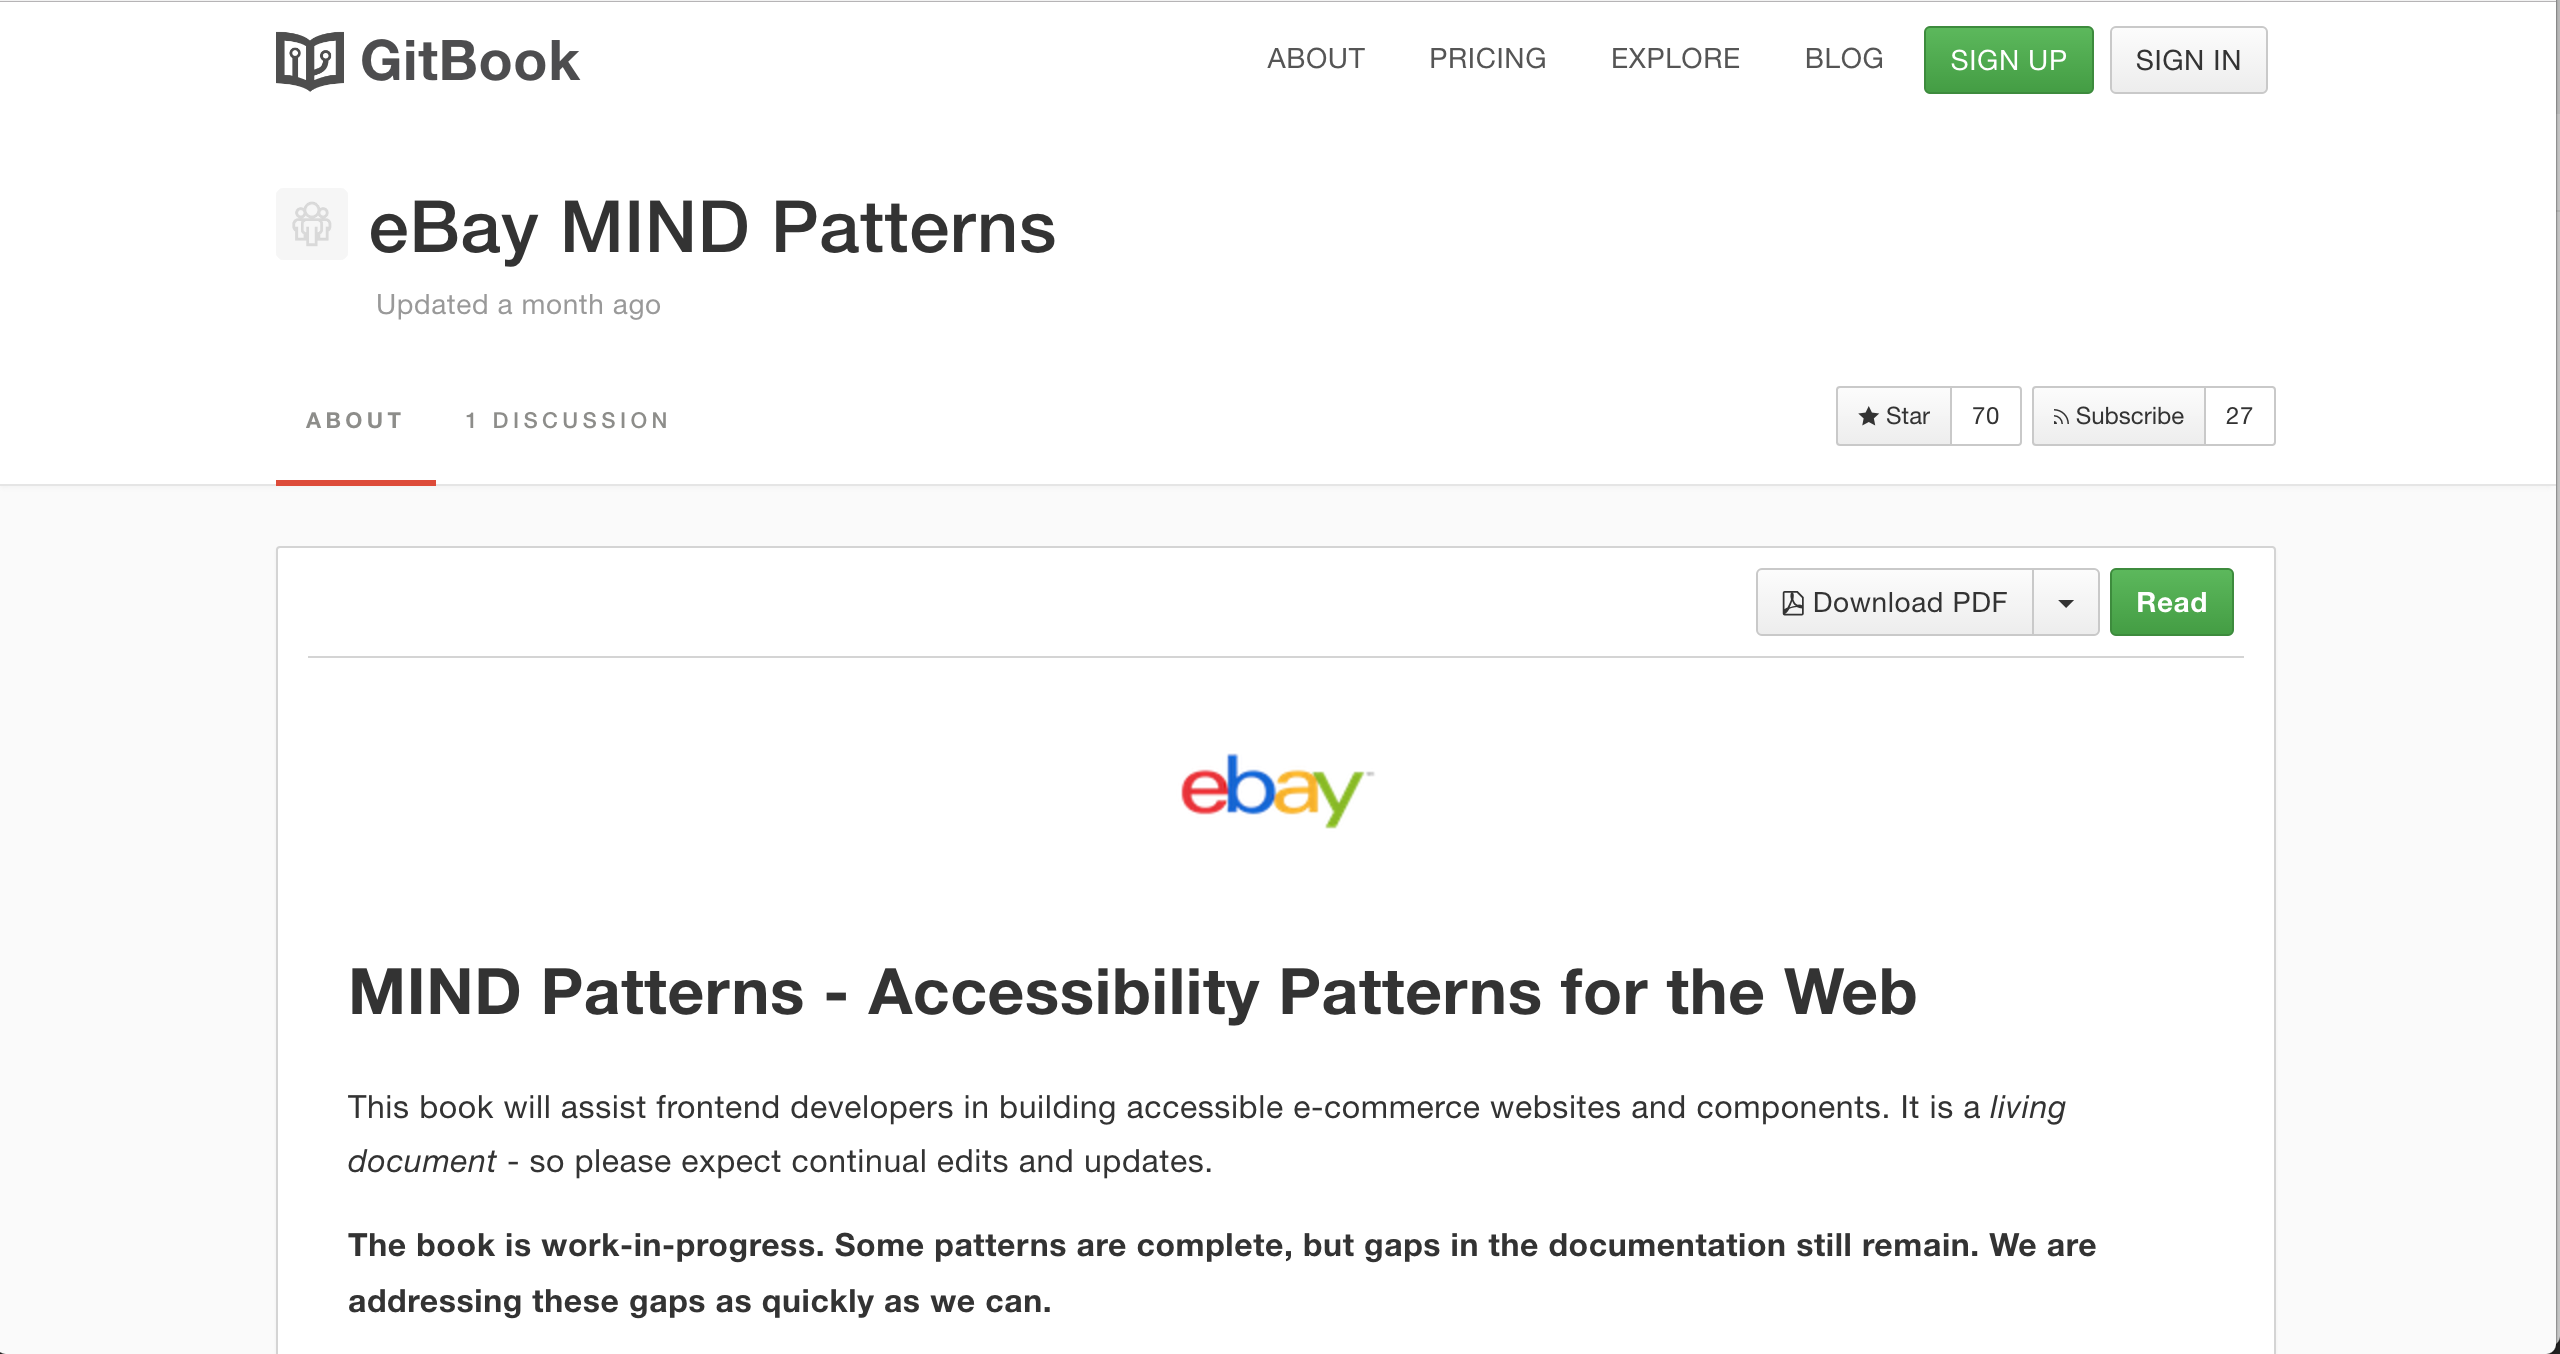 GitBook
ABOUT PRICING EXPLORE BLOG SIGN UP SIGN IN
eBay MIND Patterns
Updated a month ago
ABOUT 1 DISCUSSION
Star 70 Subscribe 27
Download PDF Read
ebay™
MIND Patterns - Accessibility Patterns for the Web
This book will assist frontend developers in building accessible e-commerce websites and components. It is a living
document - so please expect continual edits and updates.
The book is work-in-progress. Some patterns are complete, but gaps in the documentation still remain. We are
addressing these gaps as quickly as we can.